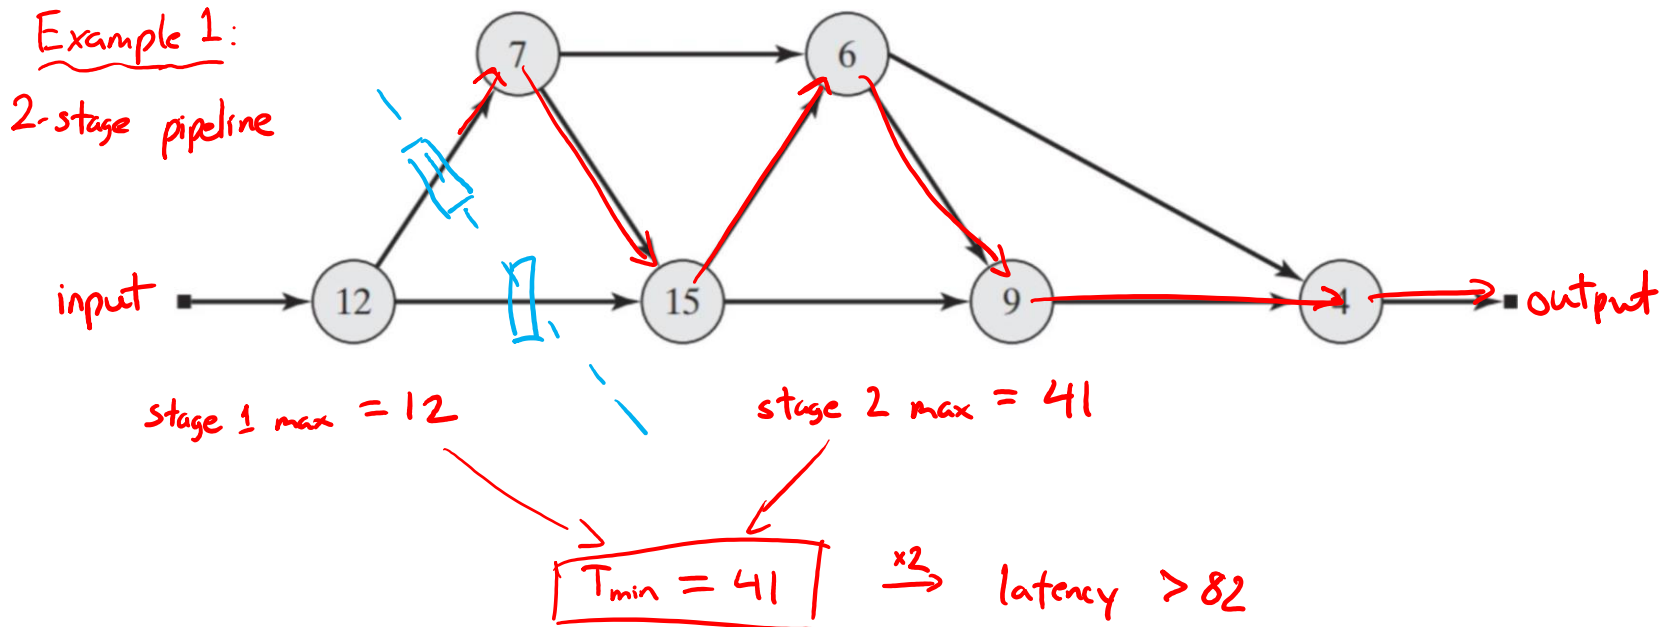 Example 1:
2-stage pipeline
7
6
input
12
15
9
4
output
stage 1 max = 12
stage 2 max = 41
Tmin = 41
x2
latency > 82